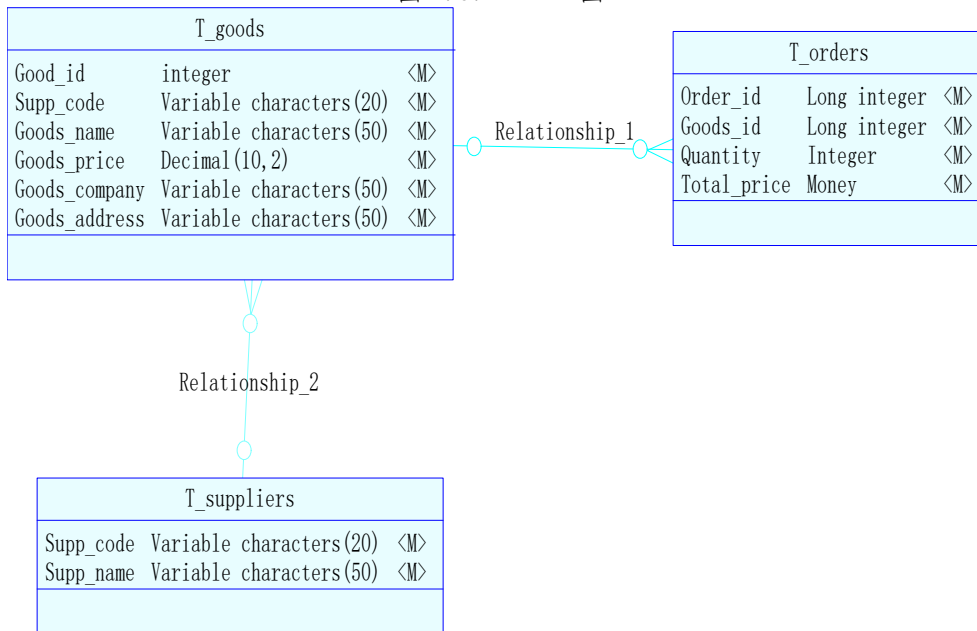 T_goods
Good_id integer <M>
Supp_code Variable characters(20) <M>
Goods_name Variable characters(50) <M>
Goods_price Decimal(10,2) <M>
Goods_company Variable characters(50) <M>
Goods_address Variable characters(50) <M>
Relationship_1
T_orders
Order_id Long integer <M>
Goods_id Long integer <M>
Quantity Integer <M>
Total_price Money <M>
Relationship_2
T_suppliers
Supp_code Variable characters(20) <M>
Supp_name Variable characters(50) <M>